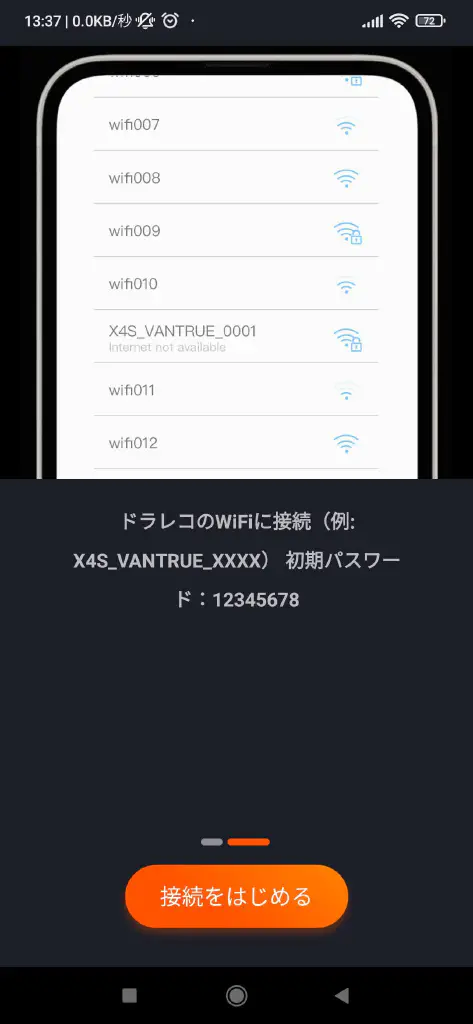 13:37 | 0.0KB/秒
72
wifi007
wifi008
wifi009
wifi010
X4S_VANTRUE_0001
Internet not available
wifi011
wifi012
ドラレコのWiFiに接続（例:
X4S_VANTRUE_XXXX） 初期パスワー
ド：12345678
接続をはじめる